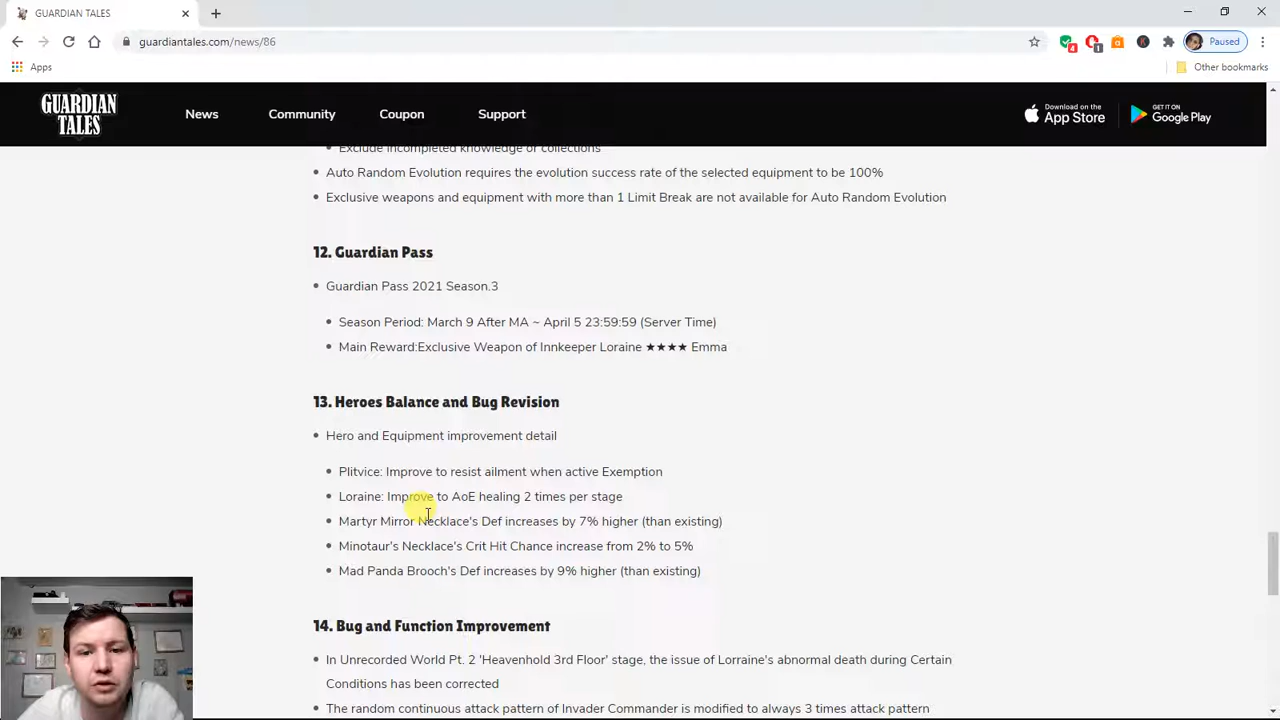 GUARDIAN TALES
guardiantales.com/news/86
Paused
Apps
Other bookmarks
GUARDIAN TALES
News
Community
Coupon
Support
Download on the App Store
GET IT ON Google Play
Exclude incompleted knowledge or collections
Auto Random Evolution requires the evolution success rate of the selected equipment to be 100%
Exclusive weapons and equipment with more than 1 Limit Break are not available for Auto Random Evolution
12. Guardian Pass
Guardian Pass 2021 Season.3
Season Period: March 9 After MA ~ April 5 23:59:59 (Server Time)
Main Reward:Exclusive Weapon of Innkeeper Loraine ★★★★ Emma
13. Heroes Balance and Bug Revision
Hero and Equipment improvement detail
Plitvice: Improve to resist ailment when active Exemption
Loraine: Improve to AoE healing 2 times per stage
Martyr Mirror Necklace's Def increases by 7% higher (than existing)
Minotaur's Necklace's Crit Hit Chance increase from 2% to 5%
Mad Panda Brooch's Def increases by 9% higher (than existing)
14. Bug and Function Improvement
In Unrecorded World Pt. 2 'Heavenhold 3rd Floor' stage, the issue of Lorraine's abnormal death during Certain
Conditions has been corrected
The random continuous attack pattern of Invader Commander is modified to always 3 times attack pattern